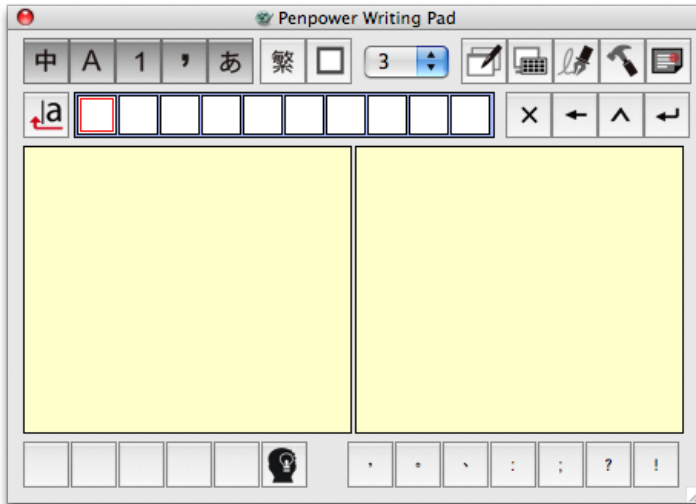 Penpower Writing Pad
中 A 1 ， あ 繁 3
a × ← ^ ↵
， 。 、 : ; ? !